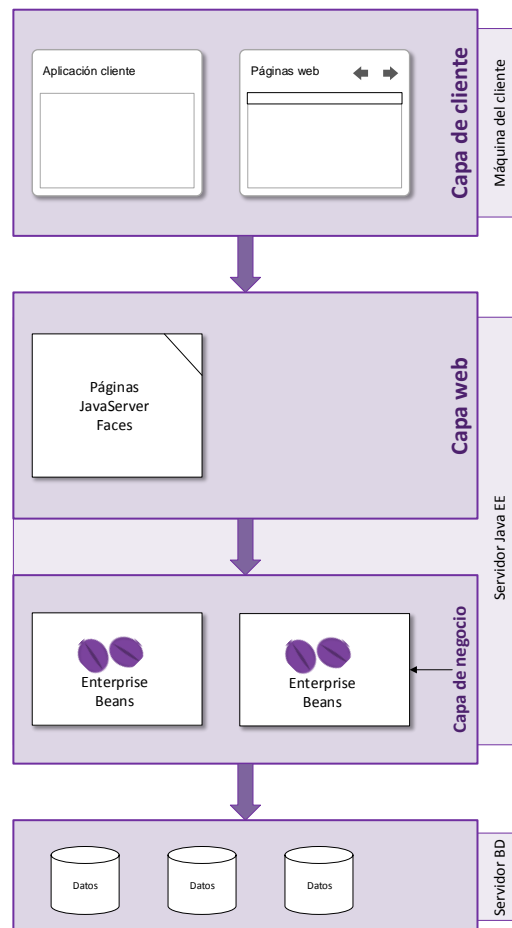 Aplicación cliente
Páginas web
Capa de cliente
Máquina del cliente
Páginas
JavaServer
Faces
Capa web
Servidor Java EE
Enterprise
Beans
Enterprise
Beans
Capa de negocio
Datos
Datos
Datos
Servidor BD